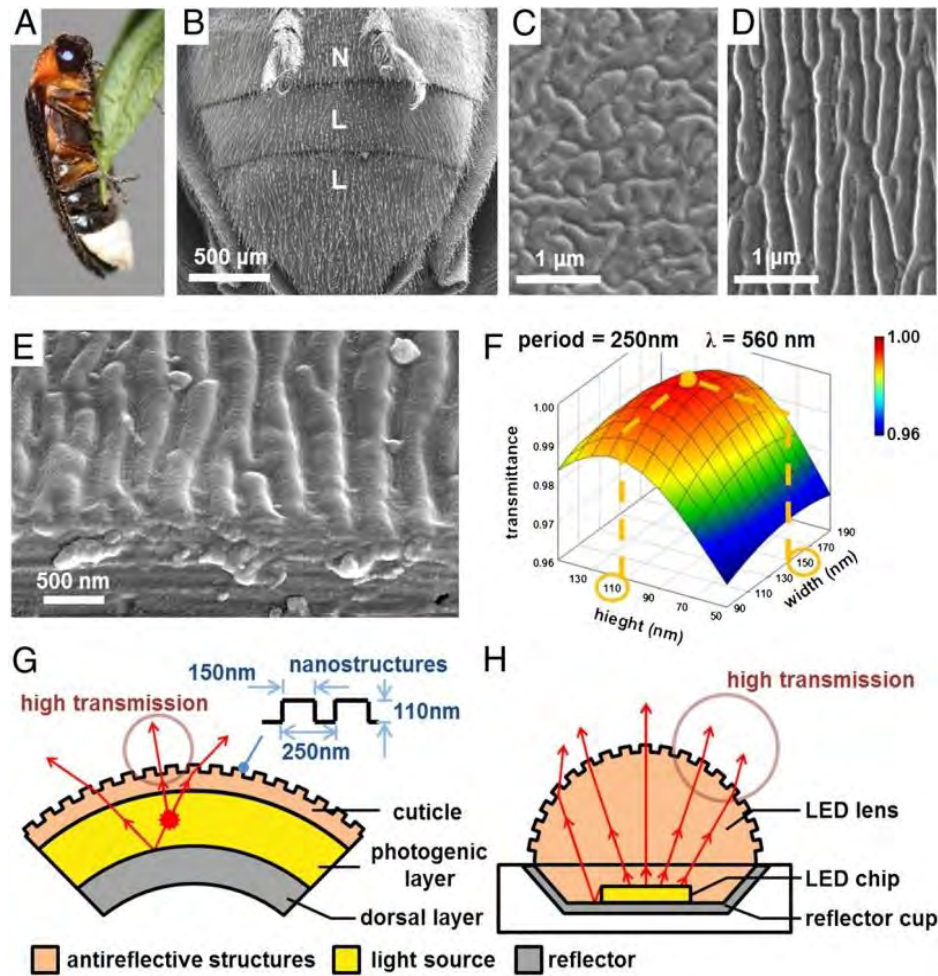 A
B
N
L
L
500 µm
C
1 µm
D
1 µm
E
500 nm
F
period = 250nm λ = 560 nm
1.00
0.96
transmittance
1.00
0.99
0.98
0.97
0.96
130
110
90
70
50
hieght (nm)
90
110
130
150
170
190
width (nm)
G
150nm
nanostructures
high transmission
110nm
250nm
cuticle
photogenic
layer
dorsal layer
H
high transmission
LED lens
LED chip
reflector cup
antireflective structures
light source
reflector